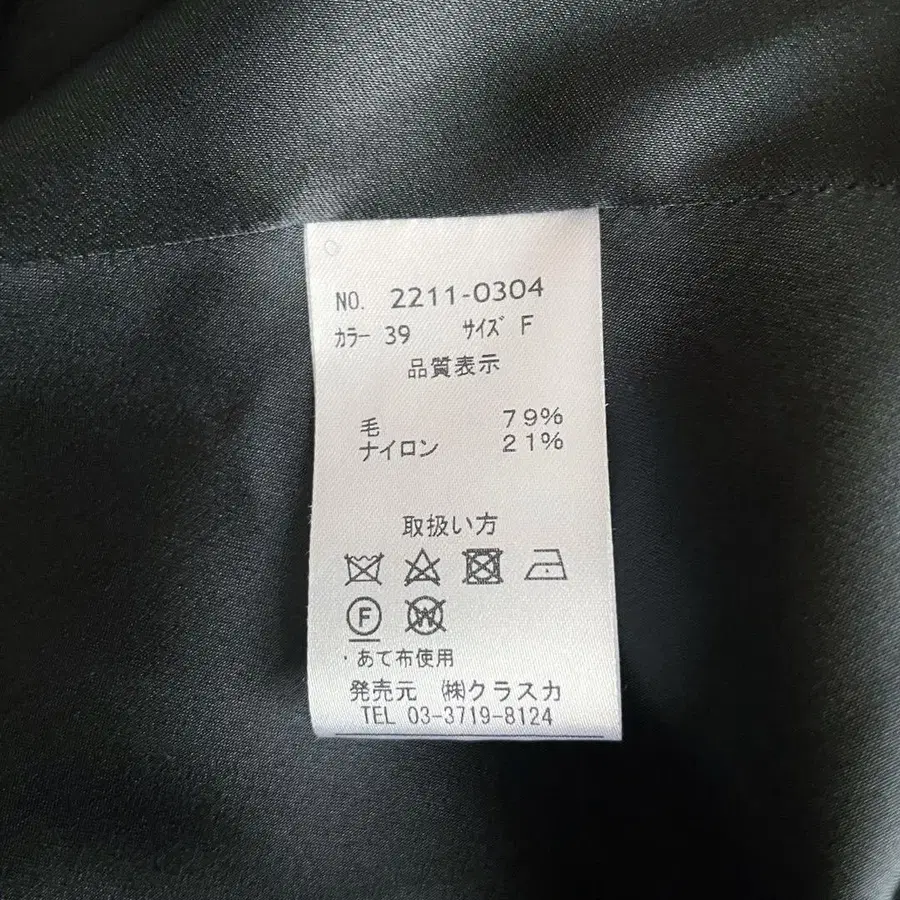 NO. 2211-0304
カラー 39 サイズ F
品質表示
毛 79%
ナイロン 21%
取扱い方
F W
・あて布使用
発売元 ㈱クラスカ
TEL 03-3719-8124